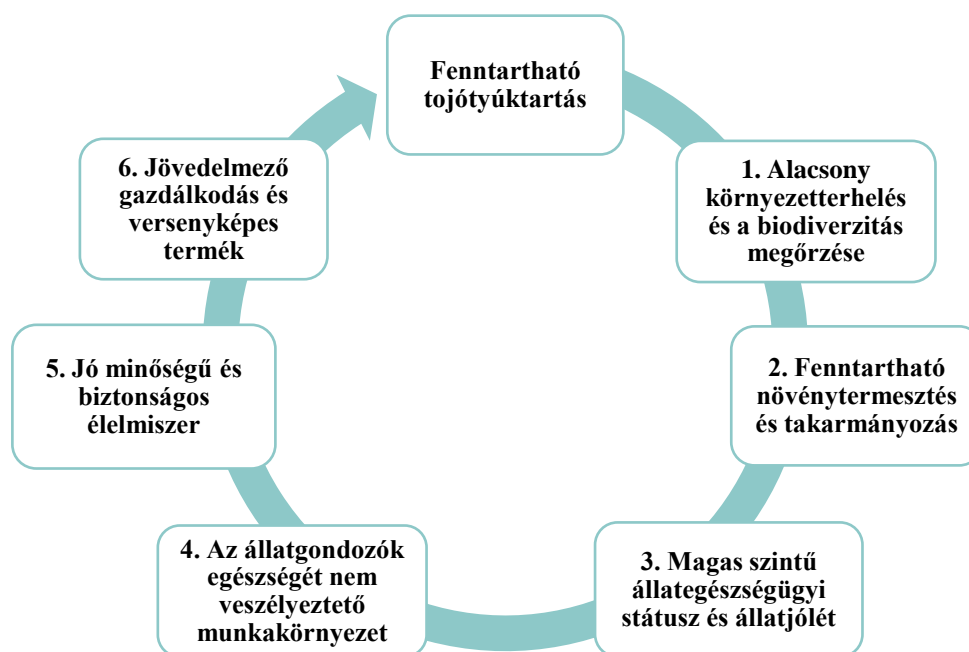 Fenntartható
tojótyúktartás
1. Alacsony
környezetterhelés
és a biodiverzitás
megőrzése
2. Fenntartható
növénytermesztés
és takarmányozás
3. Magas szintű
állategészségügyi
státusz és állatjólét
4. Az állatgondozók
egészségét nem
veszélyeztető
munkakörnyezet
5. Jó minőségű és
biztonságos
élelmiszer
6. Jövedelmező
gazdálkodás és
versenyképes
termék